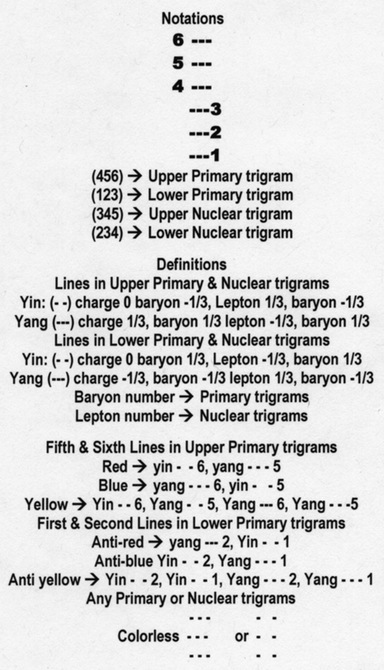 Notations
6 ---
5 ---
4 ---
---3
---2
---1
(456) → Upper Primary trigram
(123) → Lower Primary trigram
(345) → Upper Nuclear trigram
(234) → Lower Nuclear trigram
Definitions
Lines in Upper Primary & Nuclear trigrams
Yin: (- -) charge 0 baryon -1/3, Lepton 1/3, baryon -1/3
Yang (---) charge 1/3, baryon 1/3 lepton -1/3, baryon 1/3
Lines in Lower Primary & Nuclear trigrams
Yin: (- -) charge 0 baryon 1/3, Lepton -1/3, baryon 1/3
Yang (---) charge -1/3, baryon -1/3 lepton 1/3, baryon -1/3
Baryon number → Primary trigrams
Lepton number → Nuclear trigrams
Fifth & Sixth Lines in Upper Primary trigrams
Red → yin - - 6, yang - - - 5
Blue → yang - - - 6, yin - - 5
Yellow → Yin - - 6, Yang - - 5, Yang --- 6, Yang - - -5
First & Second Lines in Lower Primary trigrams
Anti-red → yang --- 2, Yin - - 1
Anti-blue Yin - - 2, Yang - - - 1
Anti yellow → Yin - - 2, Yin - - 1, Yang - - - 2, Yang - - - 1
Any Primary or Nuclear trigrams
- - - - -
Colorless - - - or - -
- - - - -